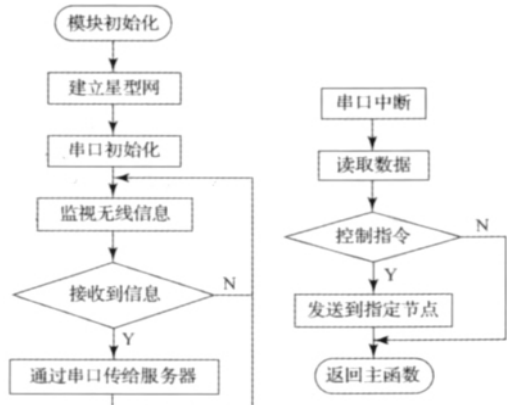 模块初始化
建立星型网
串口初始化
监视无线信息
接收到信息
N
Y
通过串口传给服务器
串口中断
读取数据
控制指令
N
Y
发送到指定节点
返回主函数